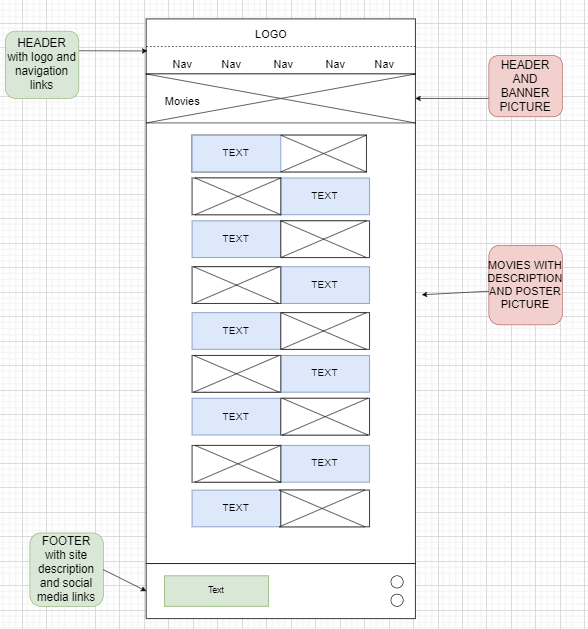 LOGO
HEADER
with logo and
navigation
links
Nav Nav Nav Nav Nav
HEADER
AND
BANNER
PICTURE
Movies
TEXT
TEXT
TEXT
TEXT
MOVIES WITH
DESCRIPTION
AND POSTER
PICTURE
TEXT
TEXT
TEXT
TEXT
TEXT
FOOTER
with site
description
and social
media links
Text